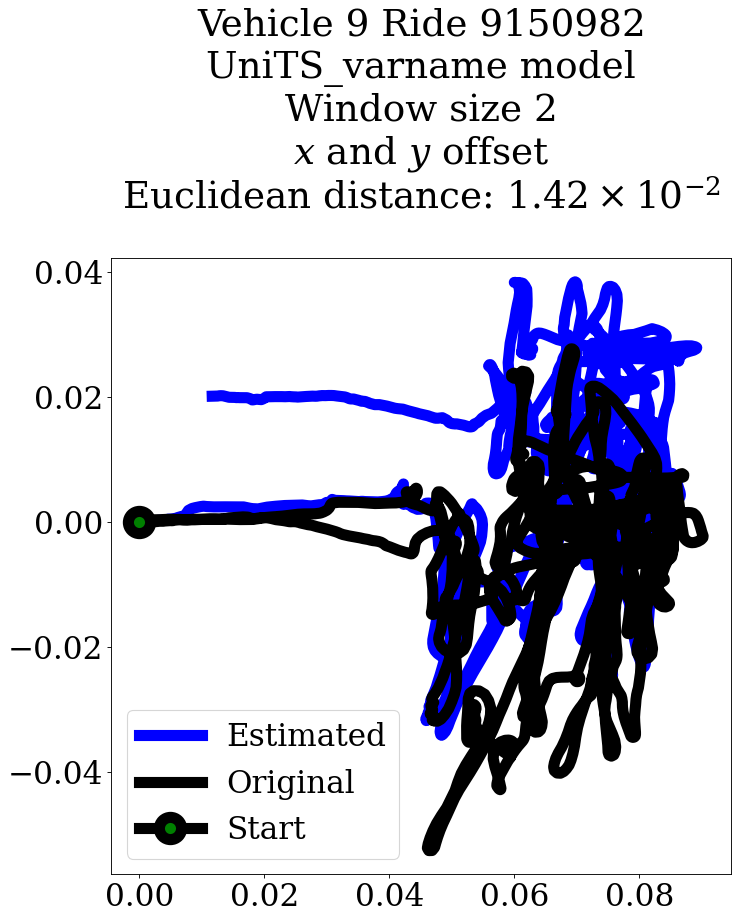 Vehicle 9 Ride 9150982
UniTS_varname model
Window size 2
x and y offset
Euclidean distance: 1.42 × 10⁻²
0.04
0.02
0.00
−0.02
−0.04
Estimated
Original
Start
0.00 0.02 0.04 0.06 0.08